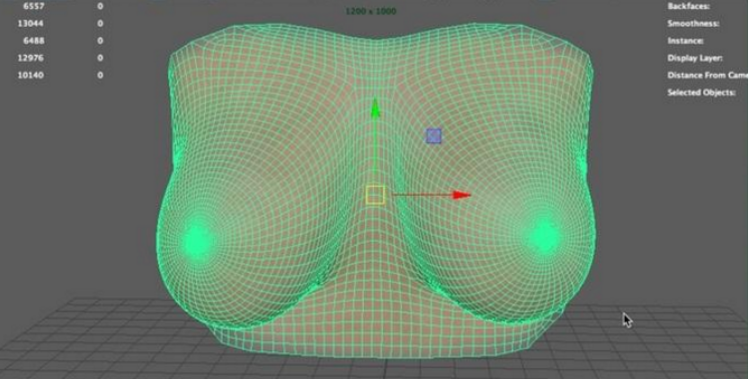 6557 0
13044 0
6488 0
12976 0
10140 0
1200 x 1000
Backfaces:
Smoothness:
Instance:
Display Layer:
Distance From Came
Selected Objects: